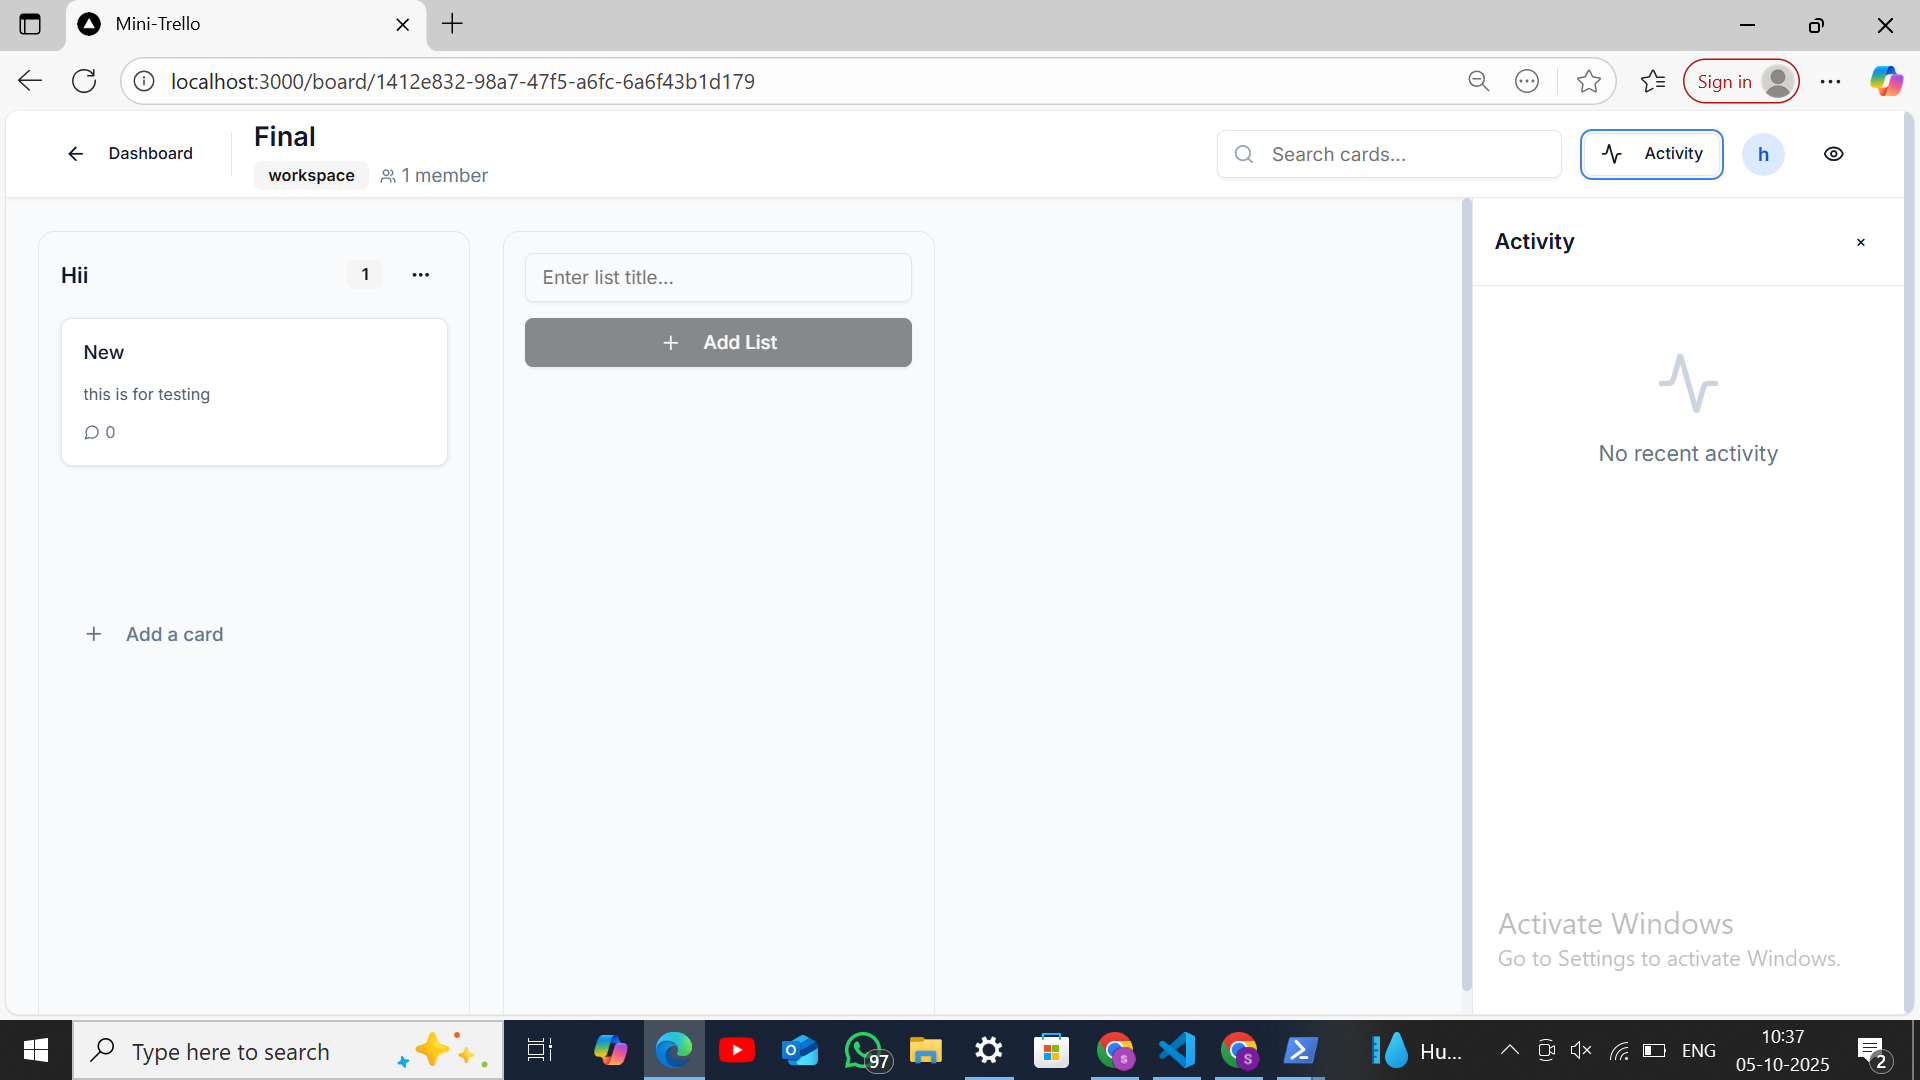 Mini-Trello
localhost:3000/board/1412e832-98a7-47f5-a6fc-6a6f43b1d179
Sign in
Dashboard
Final
workspace
1 member
Search cards...
Activity
h
Hii
1
New
this is for testing
0
Add a card
Enter list title...
Add List
Activity
No recent activity
Activate Windows
Go to Settings to activate Windows.
Type here to search
97
S
S
Hu...
ENG
10:37
05-10-2025
2